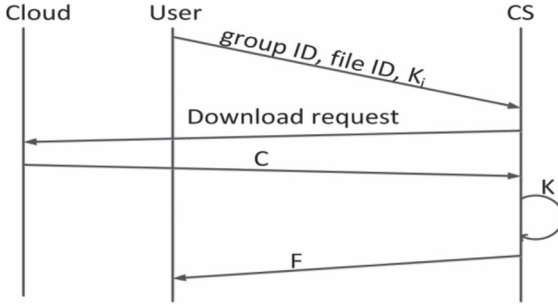 Cloud User CS
group ID, file ID, Ki
Download request
C
K
F